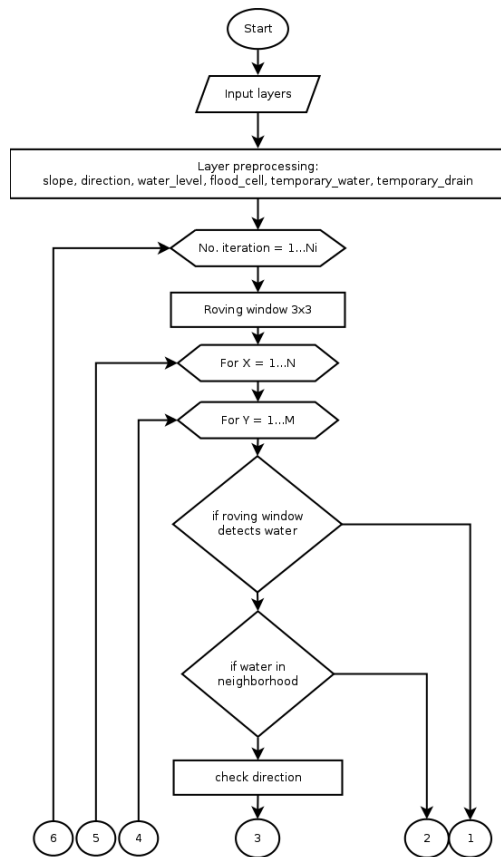 Start
Input layers
Layer preprocessing:
slope, direction, water_level, flood_cell, temporary_water, temporary_drain
No. iteration = 1...Ni
Roving window 3x3
For X = 1...N
For Y = 1...M
if roving window
detects water
if water in
neighborhood
check direction
6 5 4 3 2 1